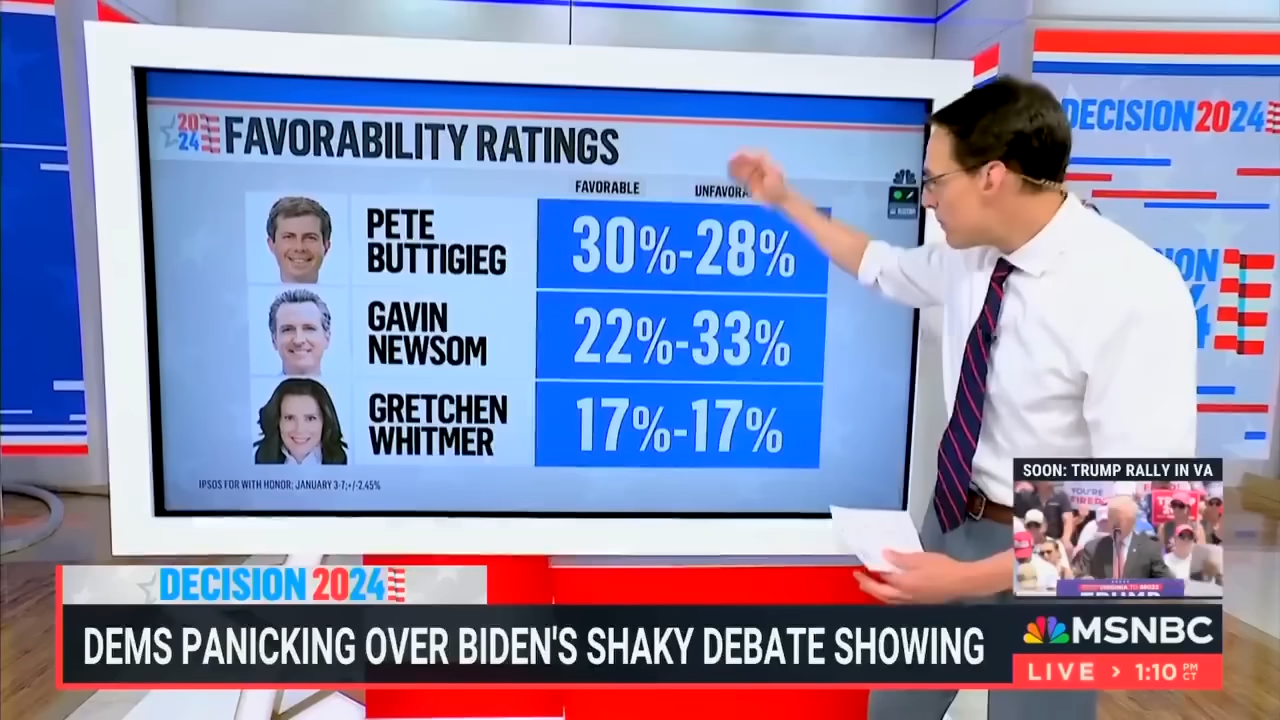 DECISION 2024
2024 FAVORABILITY RATINGS
FAVORABLE
PETE
BUTTIGIEG
30%-28%
GAVIN
NEWSOM
22%-33%
GRETCHEN
WHITMER
17%-17%
IPSOS FOR WITH HONOR; JANUARY 3-7;+/-2.45%
SOON: TRUMP RALLY IN VA
YOU'RE
FIRED!
TRUMP
DECISION 2024
DEMS PANICKING OVER BIDEN'S SHAKY DEBATE SHOWING
MSNBC
LIVE > 1:10 PM CT